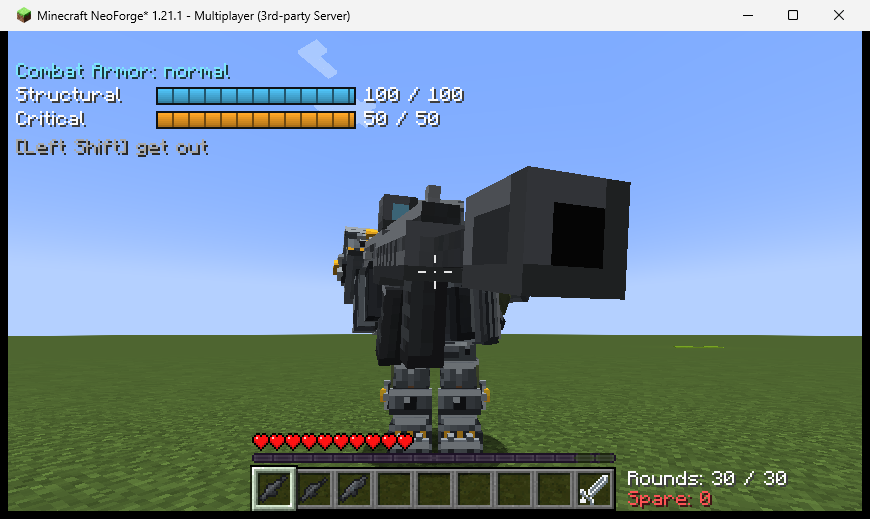 Minecraft NeoForge* 1.21.1 - Multiplayer (3rd-party Server)
Combat Armor: normal
Structural 100 / 100
Critical 50 / 50
[Left Shift] get out
Rounds: 30 / 30
Spare: 0